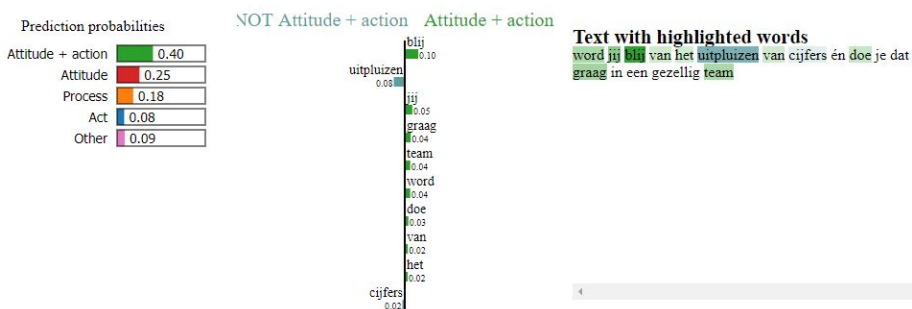 Prediction probabilities
Attitude + action 0.40
Attitude 0.25
Process 0.18
Act 0.08
Other 0.09
NOT Attitude + action Attitude + action
blij
0.10
uitpluizen
0.08
jij
0.05
graag
0.04
team
0.04
word
0.04
doe
0.03
van
0.02
het
0.02
cijfers
0.02
Text with highlighted words
word jij blij van het uitpluizen van cijfers én doe je dat
graag in een gezellig team